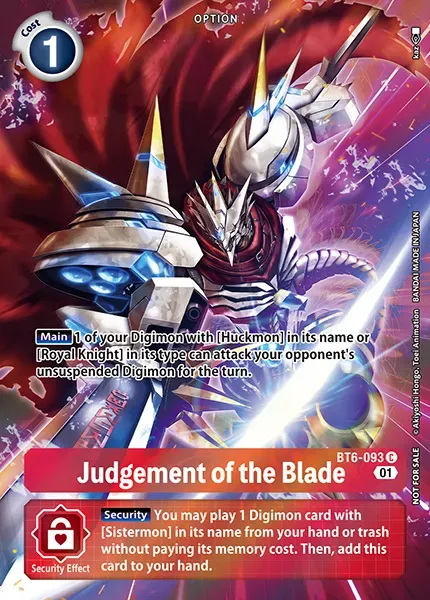 OPTION
Cost
1
kaz
[Main] 1 of your Digimon with [Huckmon] in its name or
[Royal Knight] in its type can attack your opponent's
unsuspended Digimon for the turn.
©Akiyoshi Hongo, Toei Animation BANDAI MADE IN JAPAN
NOT FOR SALE
BT6-093 C
Judgement of the Blade
01
Security You may play 1 Digimon card with
[Sistermon] in its name from your hand or trash
without paying its memory cost. Then, add this
card to your hand.
Security Effect